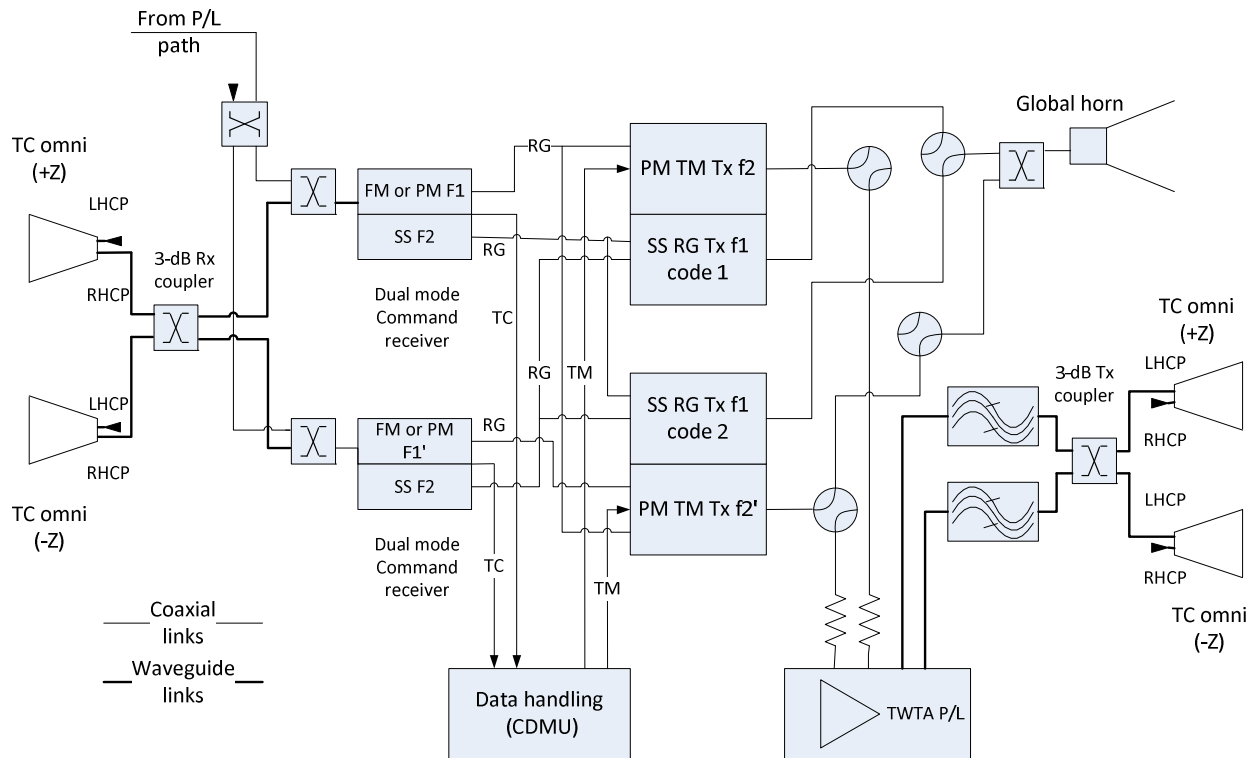 From P/L
path
TC omni
(+Z)
LHCP
RHCP
3-dB Rx
coupler
LHCP
RHCP
TC omni
(-Z)
FM or PM F1
SS F2
Dual mode
Command
receiver
FM or PM
F1'
SS F2
Dual mode
Command
receiver
RG
RG
TC
RG
TM
RG
TC
TM
PM TM Tx f2
SS RG Tx f1
code 1
SS RG Tx f1
code 2
PM TM Tx f2'
Global horn
TC omni
(+Z)
3-dB Tx
coupler
LHCP
RHCP
LHCP
RHCP
TC omni
(-Z)
Coaxial
links
Waveguide
links
Data handling
(CDMU)
TWTA P/L